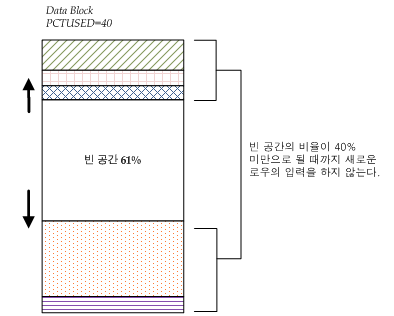 Data Block
PCTUSED=40
빈 공간 61%
빈 공간의 비율이 40%
미만으로 될 때까지 새로운
로우의 입력을 하지 않는다.